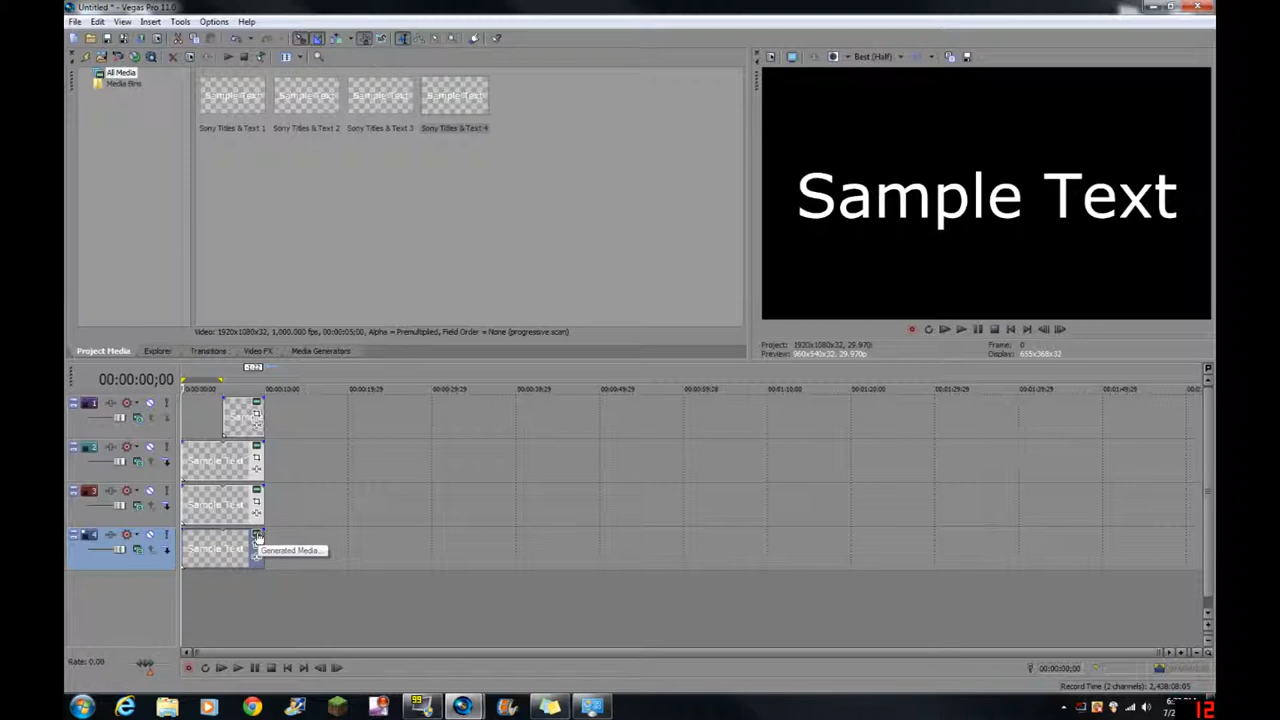 Untitled * - Vegas Pro 11.0
File Edit View Insert Tools Options Help
All Media
Media Bins
Sample Text Sample Text Sample Text Sample Text
Sony Titles & Text 1 Sony Titles & Text 2 Sony Titles & Text 3 Sony Titles & Text 4
Best (Half)
Sample Text
Video: 1920x1080x32, 1,000.000 fps, 00:00:05:00, Alpha = Premultiplied, Field Order = None (progressive scan)
Project Media Explorer Transitions Video FX Media Generators
Project: 1920x1080x32, 29.970i
Preview: 960x540x32, 29.970p
Frame: 0
Display: 655x368x32
00:00:00;00
00:00:00 00:00:10:00 00:00:19:29 00:00:29:29 00:00:39:29 00:00:49:29 00:00:59:28 00:01:10:00 00:01:20:00 00:01:29:29 00:01:39:29 00:01:49:29
1
2
Sample Text
3
Sample Text
4
Sample Text
Generated Media...
Rate: 0.00
00:00:00;00
Record Time (2 channels): 2,438:08:05
99
12